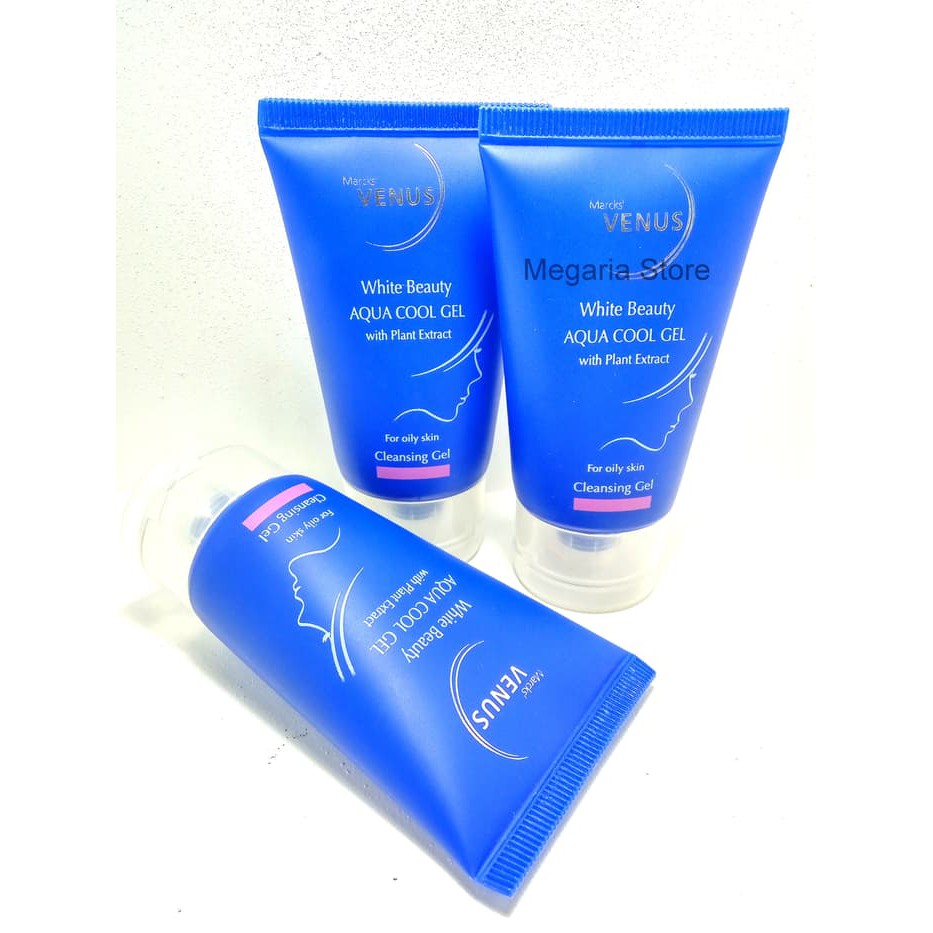 Marcks'
VENUS
White Beauty
AQUA COOL GEL
with Plant Extract
For oily skin
Cleansing Gel
Marcks'
VENUS
Megaria Store
White Beauty
AQUA COOL GEL
with Plant Extract
For oily skin
Cleansing Gel
Marcks'
VENUS
White Beauty
AQUA COOL GEL
with Plant Extract
For oily skin
Cleansing Gel